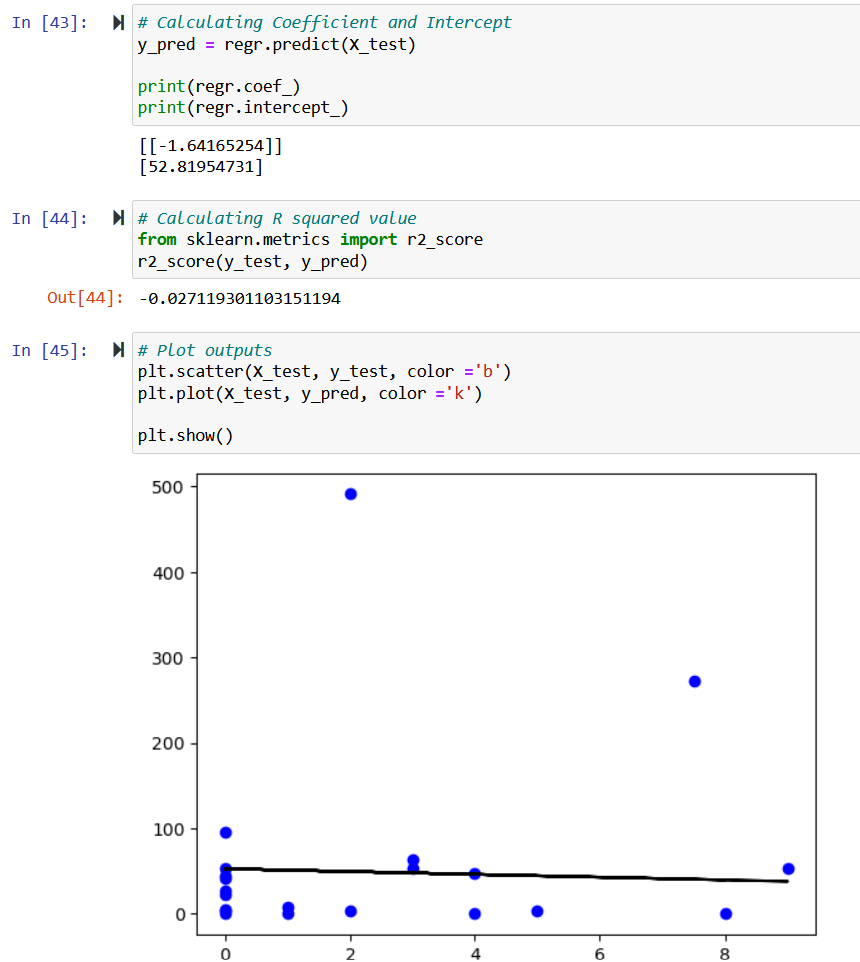 In [43]: # Calculating Coefficient and Intercept
y_pred = regr.predict(X_test)
print(regr.coef_)
print(regr.intercept_)
[[-1.64165254]]
[52.81954731]
In [44]: # Calculating R squared value
from sklearn.metrics import r2_score
r2_score(y_test, y_pred)
Out[44]: -0.027119301103151194
In [45]: # Plot outputs
plt.scatter(X_test, y_test, color ='b')
plt.plot(X_test, y_pred, color ='k')
plt.show()
500
400
300
200
100
0
0 2 4 6 8